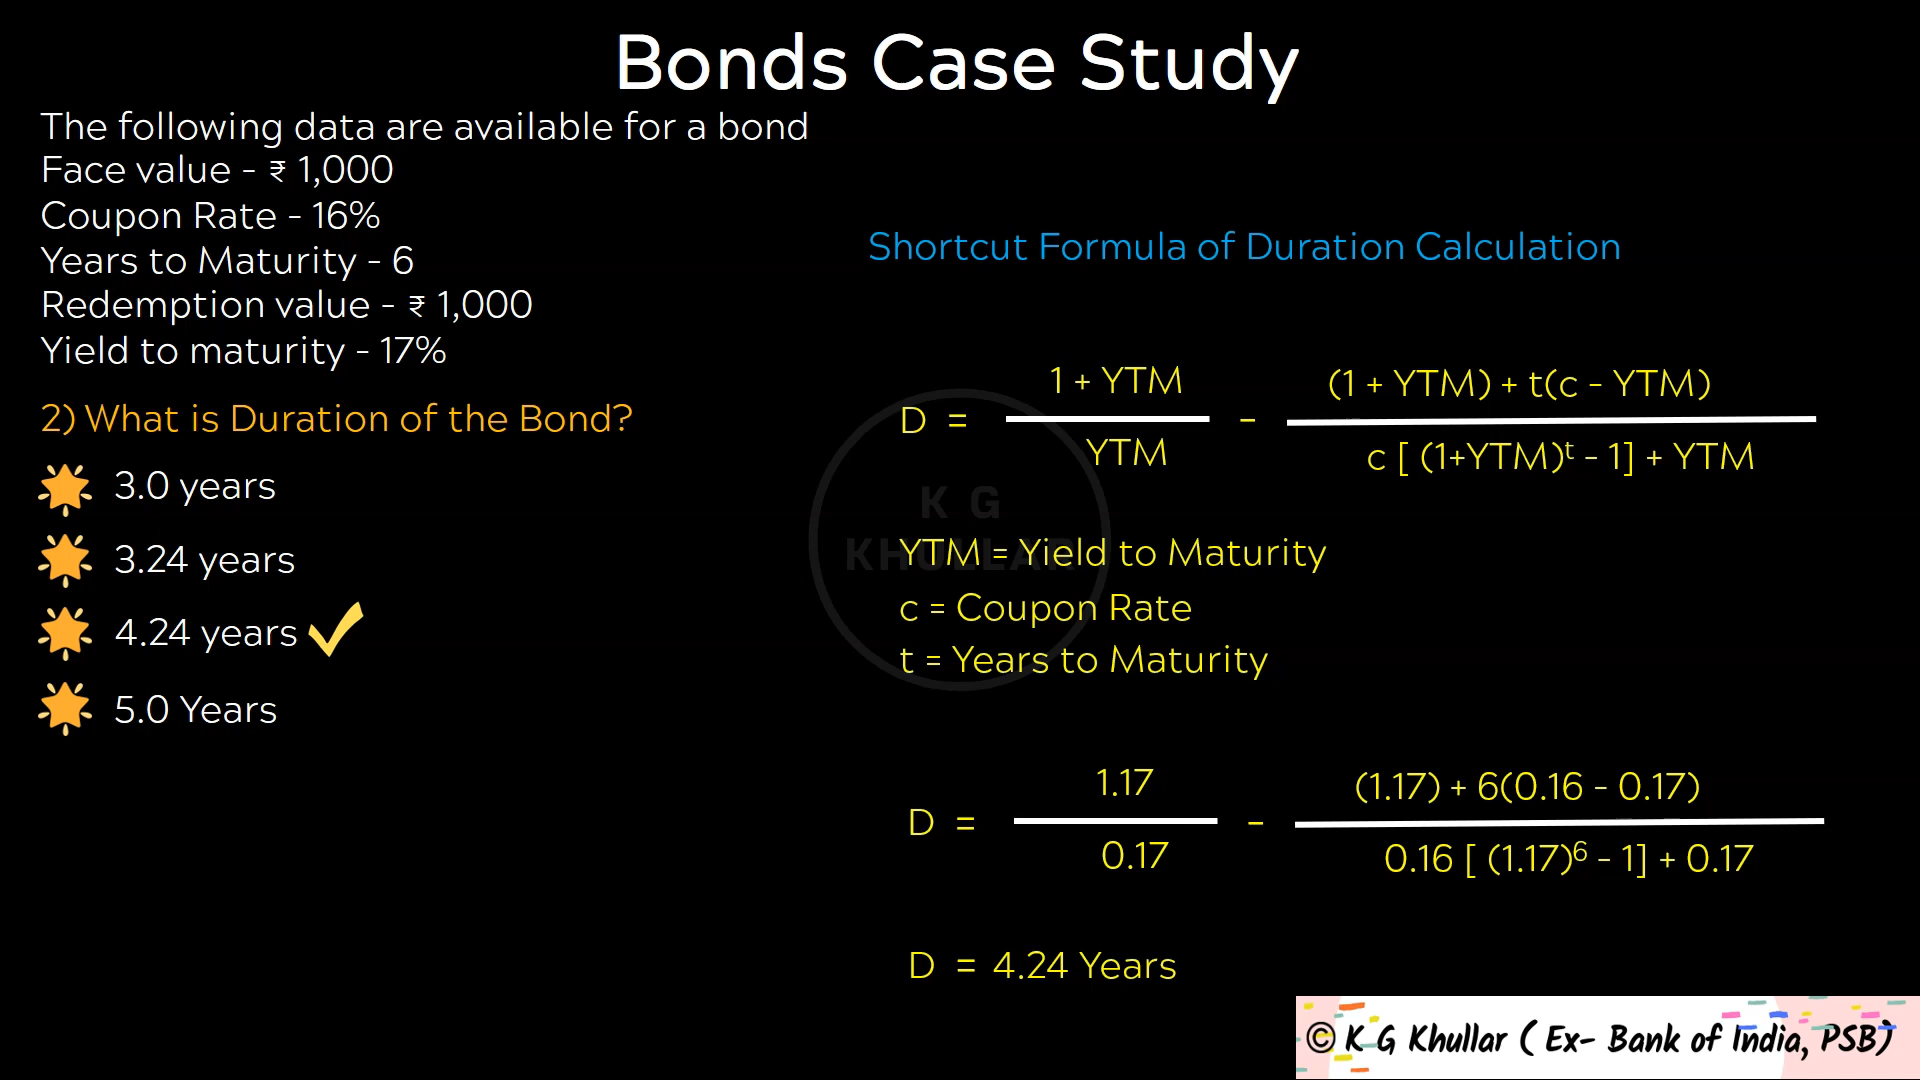 Bonds Case Study
The following data are available for a bond
Face value - ₹ 1,000
Coupon Rate - 16%
Years to Maturity - 6
Redemption value - ₹ 1,000
Yield to maturity - 17%
2) What is Duration of the Bond?
3.0 years
3.24 years
4.24 years
5.0 Years
Shortcut Formula of Duration Calculation
1 + YTM
(1 + YTM) + t(c - YTM)
D = -
YTM
c [ (1+YTM)ᵗ - 1] + YTM
K G
KHULLAR
YTM = Yield to Maturity
c = Coupon Rate
t = Years to Maturity
1.17
(1.17) + 6(0.16 - 0.17)
D = -
0.17
0.16 [ (1.17)⁶ - 1] + 0.17
D = 4.24 Years
© K G Khullar ( Ex- Bank of India, PSB)